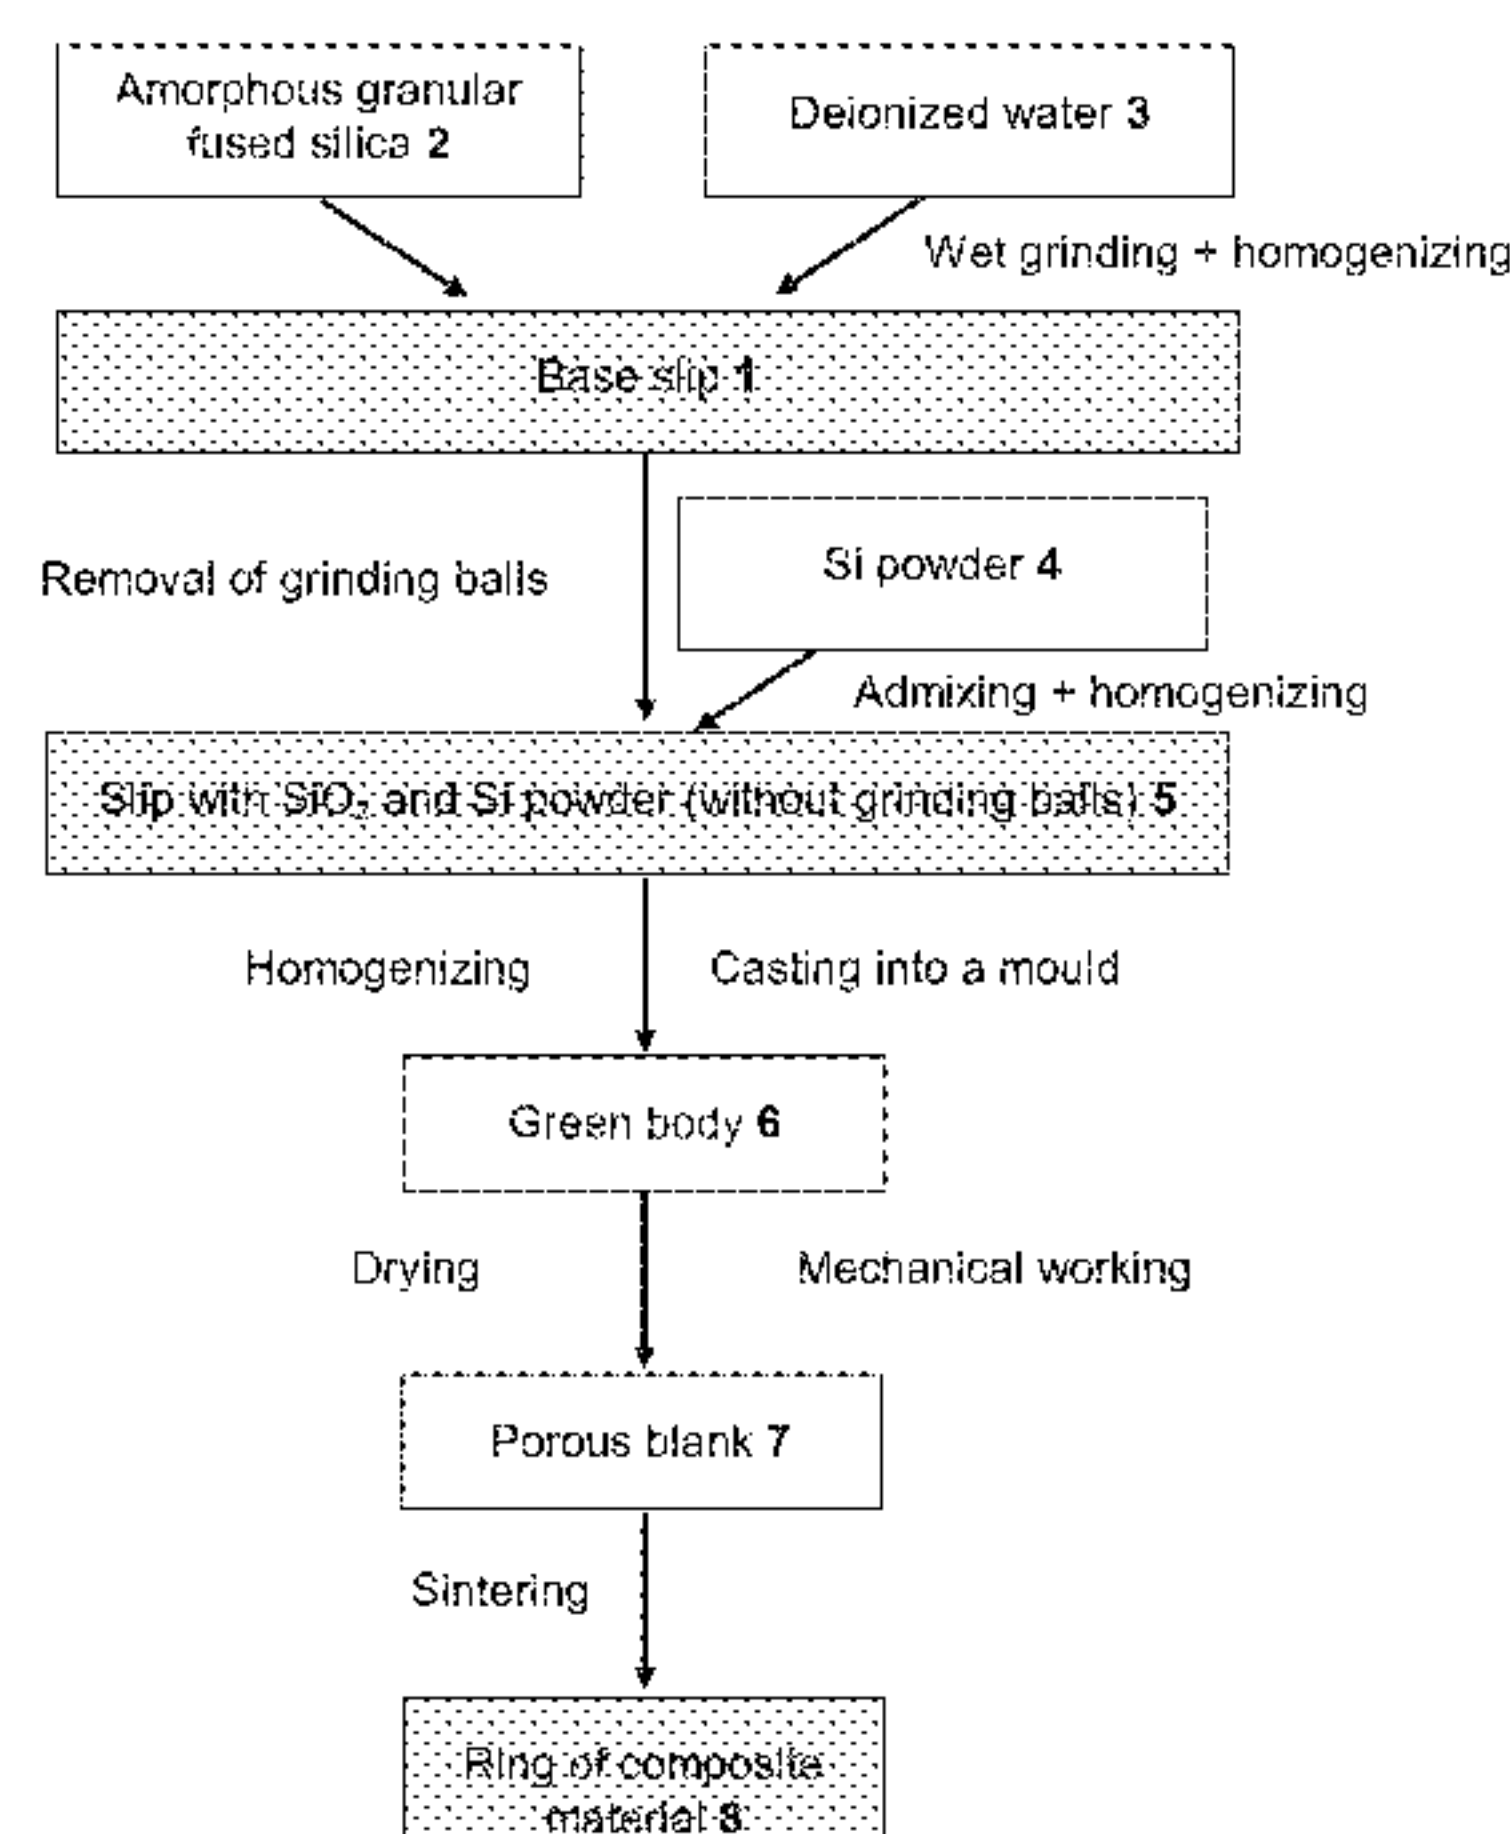 Amorphous granular
fused silica 2
Deionized water 3
Wet grinding + homogenizing
Base slip 1
Si powder 4
Removal of grinding balls
Admixing + homogenizing
Slip with SiO₂ and Si powder (without grinding balls) 5
Homogenizing
Casting into a mould
Green body 6
Drying
Mechanical working
Porous blank 7
Sintering
Ring of composite
material 8